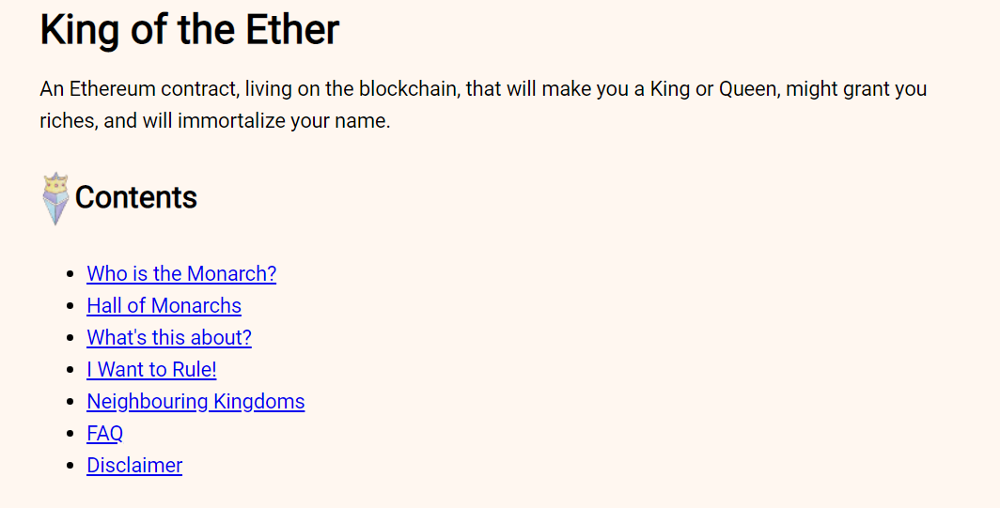 King of the Ether
An Ethereum contract, living on the blockchain, that will make you a King or Queen, might grant you
riches, and will immortalize your name.
Contents
Who is the Monarch?
Hall of Monarchs
What's this about?
I Want to Rule!
Neighbouring Kingdoms
FAQ
Disclaimer